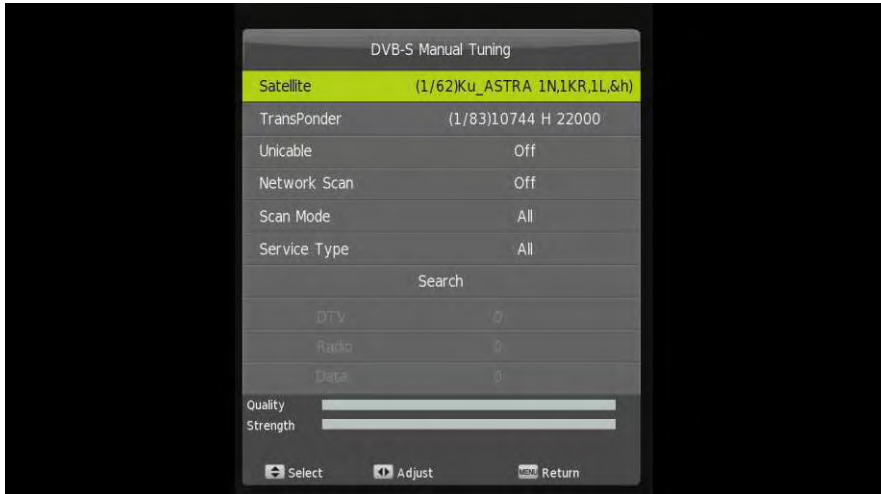 DVB-S Manual Tuning
Satellite (1/62)Ku_ASTRA 1N,1KR,1L,&h)
TransPonder (1/83)10744 H 22000
Unicable Off
Network Scan Off
Scan Mode All
Service Type All
Search
DTV 0
Radio 0
Data 0
Quality
Strength
Select Adjust MENU Return